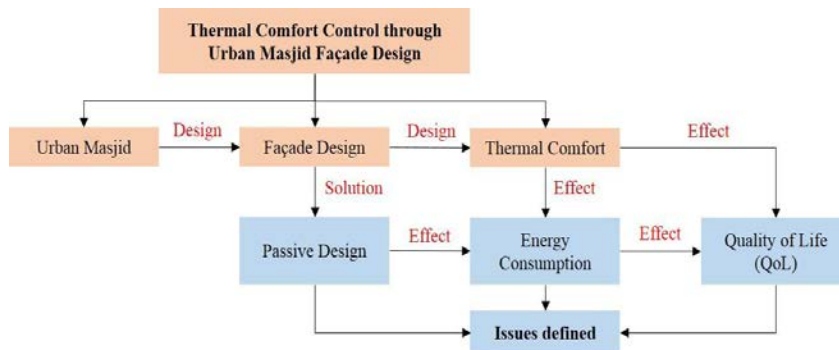 Thermal Comfort Control through
Urban Masjid Façade Design
Urban Masjid
Design
Façade Design
Design
Thermal Comfort
Effect
Solution
Effect
Passive Design
Effect
Energy
Consumption
Effect
Quality of Life
(QoL)
Issues defined